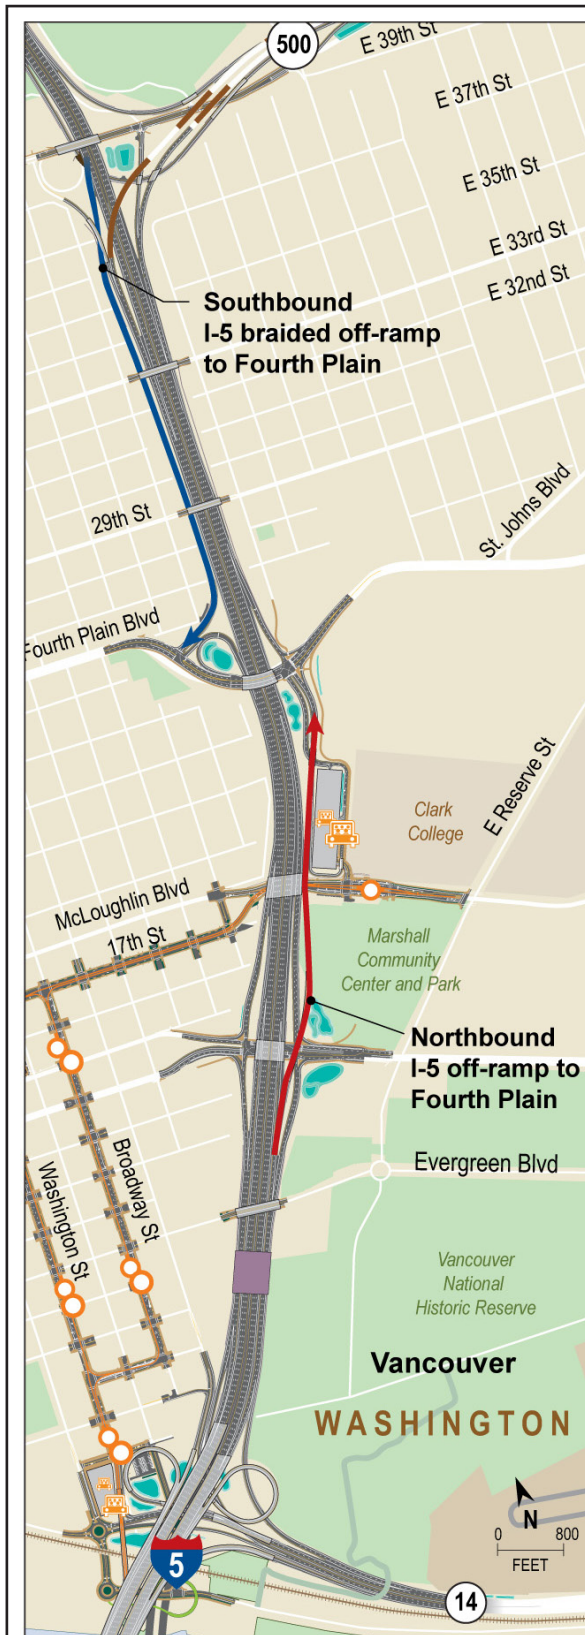 500
E 39th St
E 37th St
E 35th St
E 33rd St
E 32nd St
Southbound
I-5 braided off-ramp
to Fourth Plain
29th St
St. Johns Blvd
Fourth Plain Blvd
E Reserve St
Clark
College
McLoughlin Blvd
17th St
Marshall
Community
Center and Park
Northbound
I-5 off-ramp to
Fourth Plain
Broadway St
Washington St
Evergreen Blvd
Vancouver
National
Historic Reserve
Vancouver
WASHINGTON
N
0 800
FEET
5
14